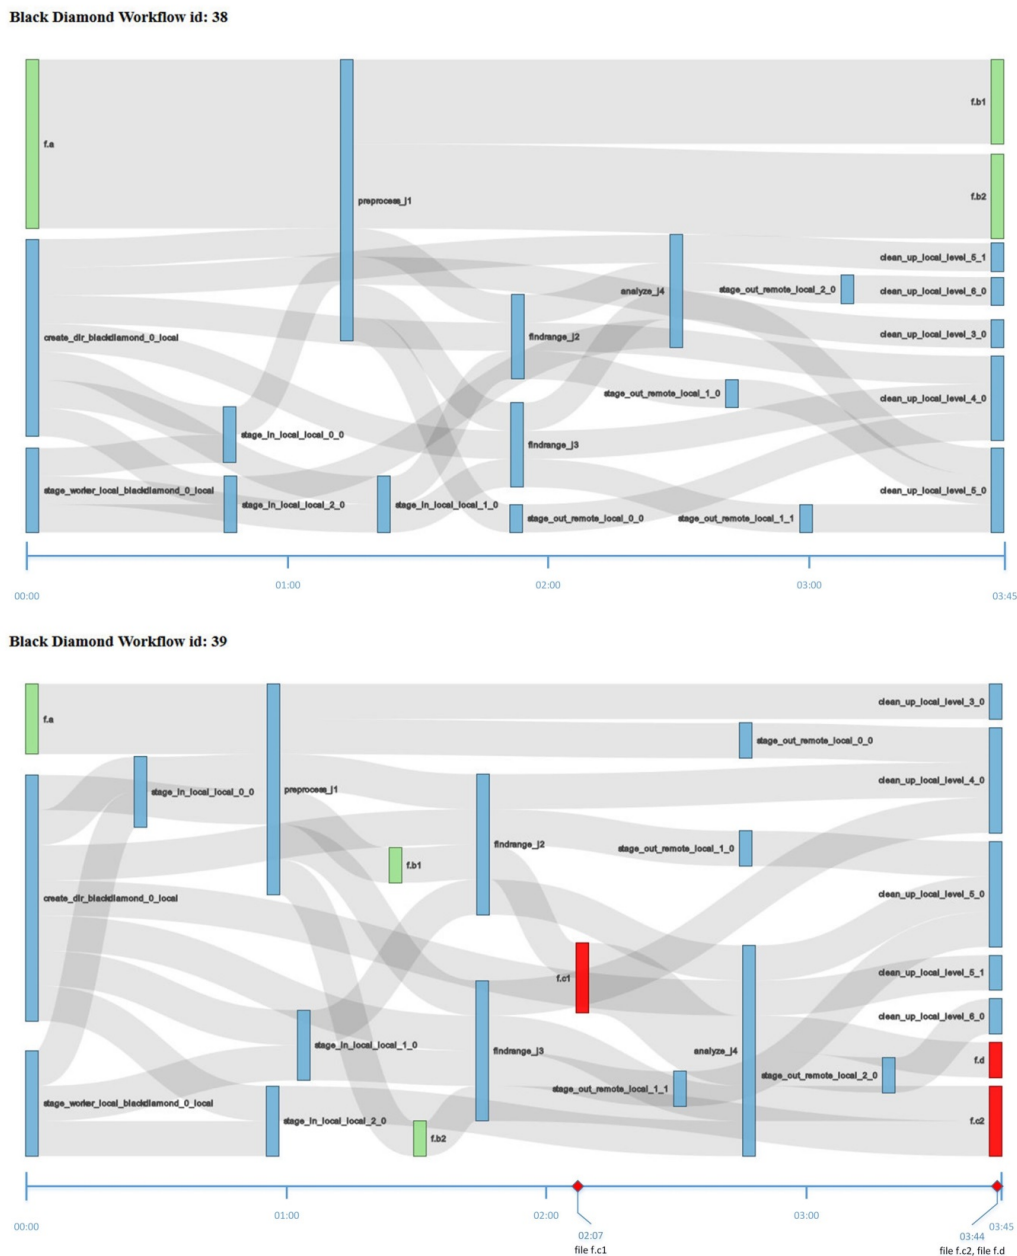 Black Diamond Workflow id: 38
f.b1
f.a
f.b2
preprocess_j1
clean_up_local_level_5_1
analyze_j4
stage_out_remote_local_2_0
clean_up_local_level_6_0
create_dir_blackdiamond_0_local
findrange_j2
clean_up_local_level_3_0
stage_out_remote_local_1_0
clean_up_local_level_4_0
stage_in_local_local_0_0
findrange_j3
stage_worker_local_blackdiamond_0_local
clean_up_local_level_5_0
stage_in_local_local_2_0
stage_in_local_local_1_0
stage_out_remote_local_0_0
stage_out_remote_local_1_1
00:00
01:00
02:00
03:00
03:45
Black Diamond Workflow id: 39
clean_up_local_level_3_0
f.a
stage_out_remote_local_0_0
clean_up_local_level_4_0
stage_in_local_local_0_0
preprocess_j1
findrange_j2
stage_out_remote_local_1_0
f.b1
create_dir_blackdiamond_0_local
clean_up_local_level_5_0
f.c1
clean_up_local_level_5_1
clean_up_local_level_6_0
stage_in_local_local_1_0
findrange_j3
analyze_j4
f.d
stage_out_remote_local_2_0
stage_out_remote_local_1_1
stage_worker_local_blackdiamond_0_local
stage_in_local_local_2_0
f.c2
f.b2
00:00
01:00
02:00
03:00
03:45
02:07
file f.c1
03:44
file f.c2, file f.d